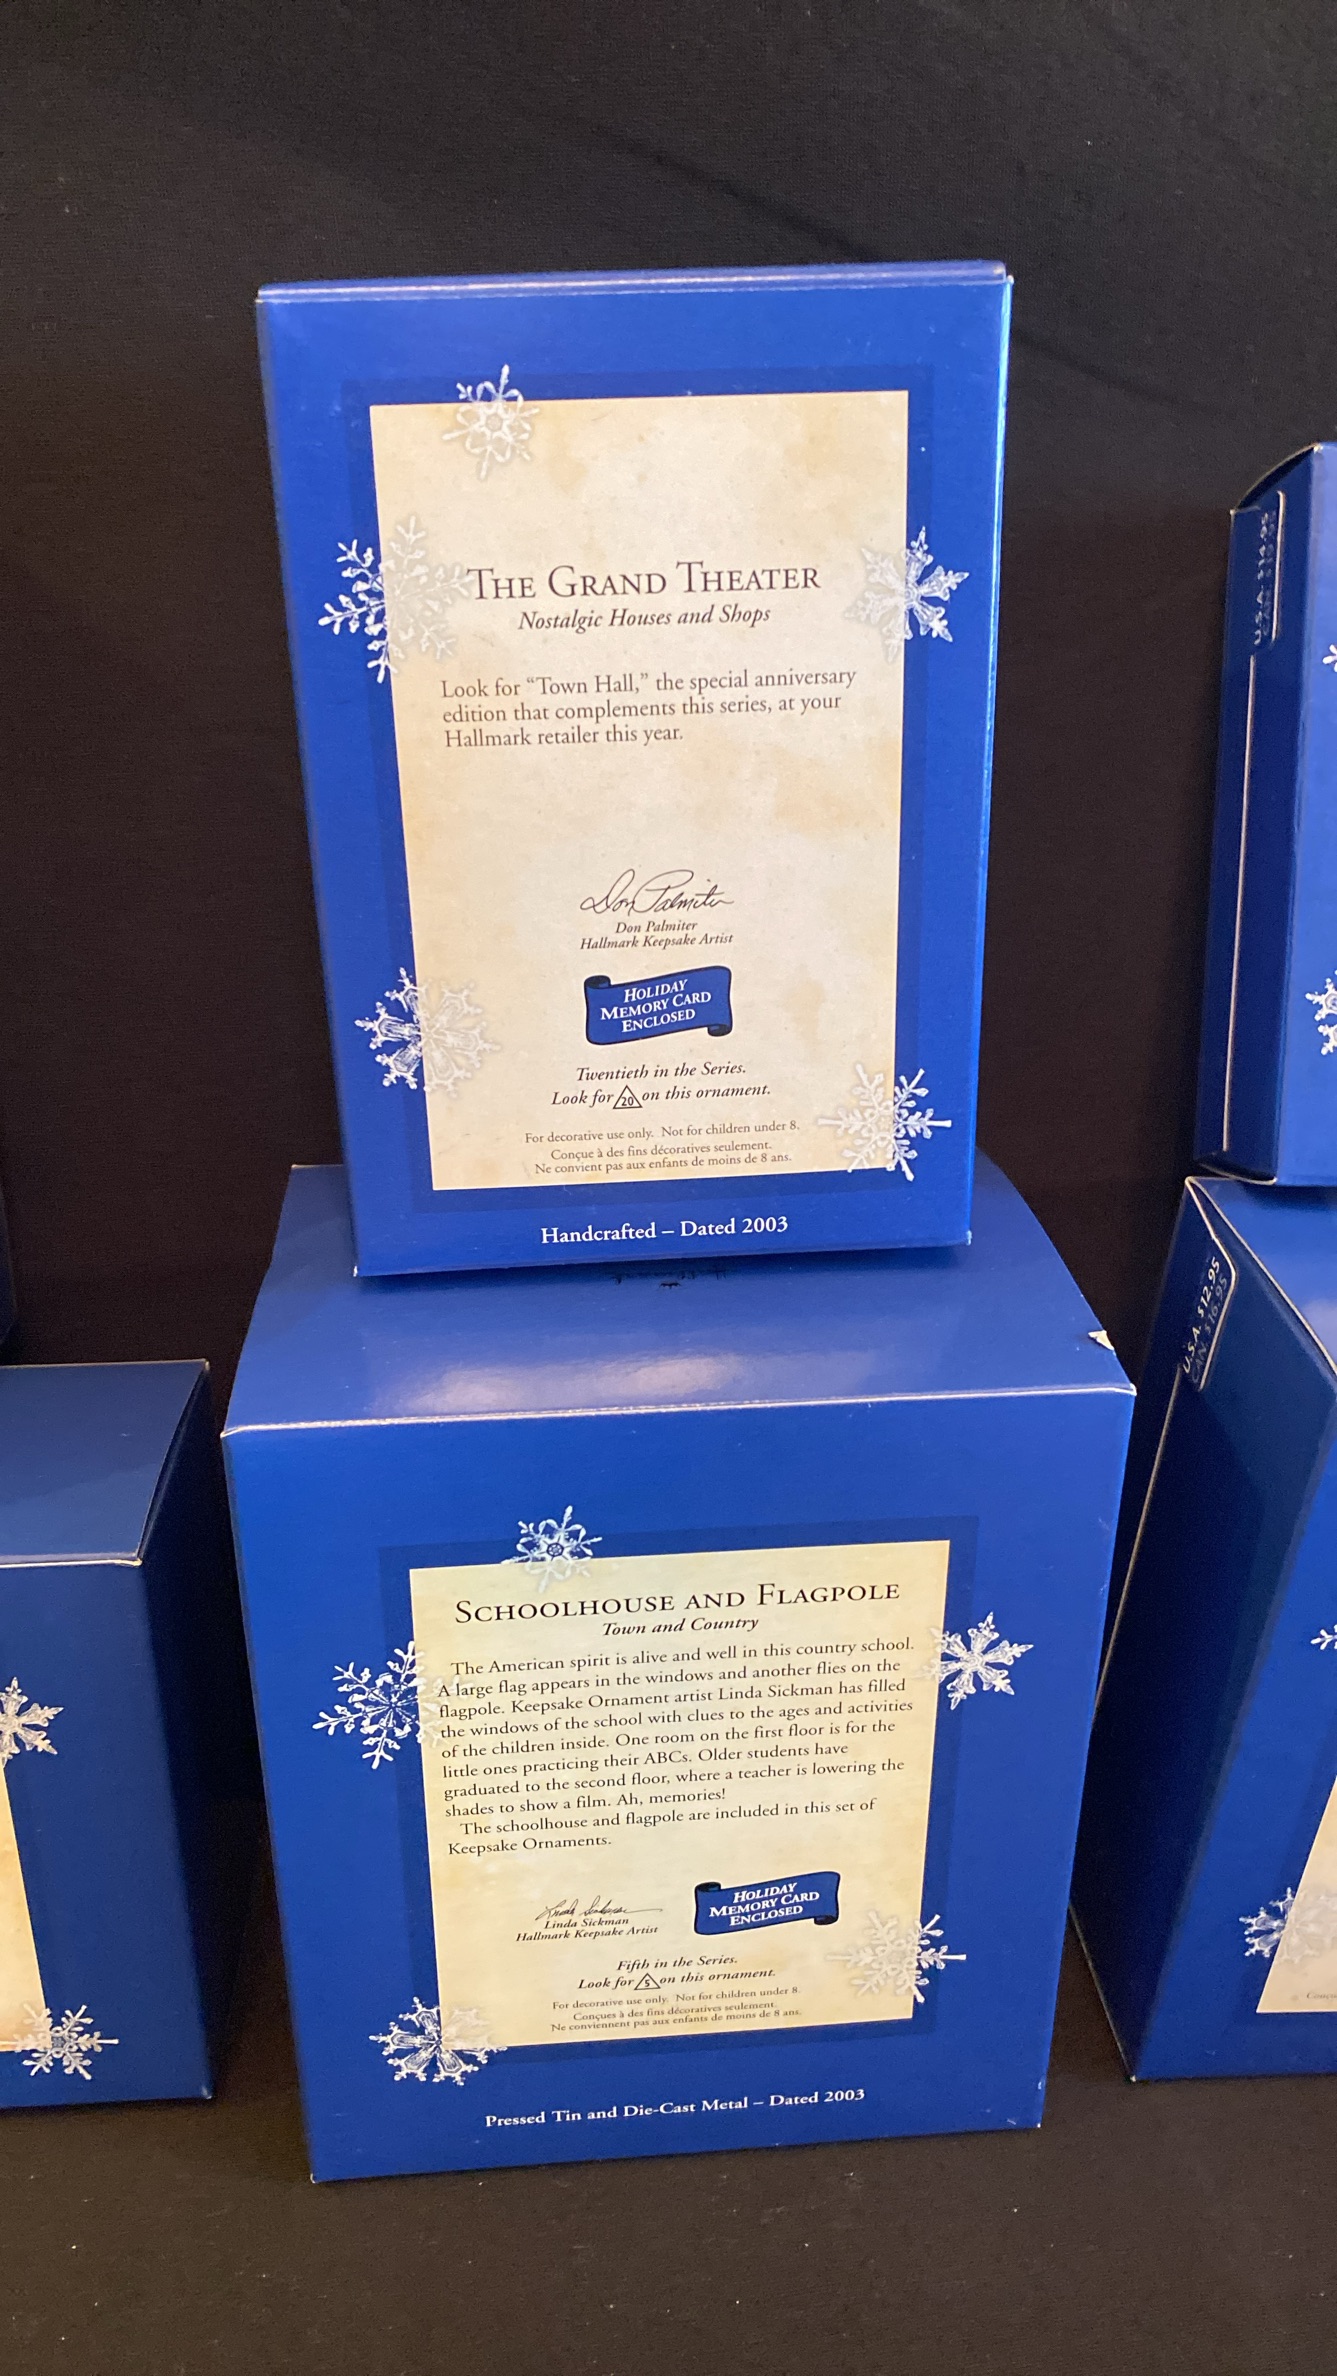 THE GRAND THEATER
Nostalgic Houses and Shops
Look for “Town Hall,” the special anniversary
edition that complements this series, at your
Hallmark retailer this year.
Don Palmiter
Don Palmiter
Hallmark Keepsake Artist
HOLIDAY
MEMORY CARD
ENCLOSED
Twentieth in the Series.
Look for 20 on this ornament.
For decorative use only. Not for children under 8.
Conçue à des fins décoratives seulement.
Ne convient pas aux enfants de moins de 8 ans.
Handcrafted – Dated 2003
SCHOOLHOUSE AND FLAGPOLE
Town and Country
The American spirit is alive and well in this country school.
A large flag appears in the windows and another flies on the
flagpole. Keepsake Ornament artist Linda Sickman has filled
the windows of the school with clues to the ages and activities
of the children inside. One room on the first floor is for the
little ones practicing their ABCs. Older students have
graduated to the second floor, where a teacher is lowering the
shades to show a film. Ah, memories!
The schoolhouse and flagpole are included in this set of
Keepsake Ornaments.
Linda Sickman
Linda Sickman
Hallmark Keepsake Artist
HOLIDAY
MEMORY CARD
ENCLOSED
Fifth in the Series.
Look for 5 on this ornament.
For decorative use only. Not for children under 8.
Conçues à des fins décoratives seulement.
Ne conviennent pas aux enfants de moins de 8 ans.
Pressed Tin and Die-Cast Metal – Dated 2003
U.S.A. $14.95
U.S.A. $12.95
CAN. $16.95